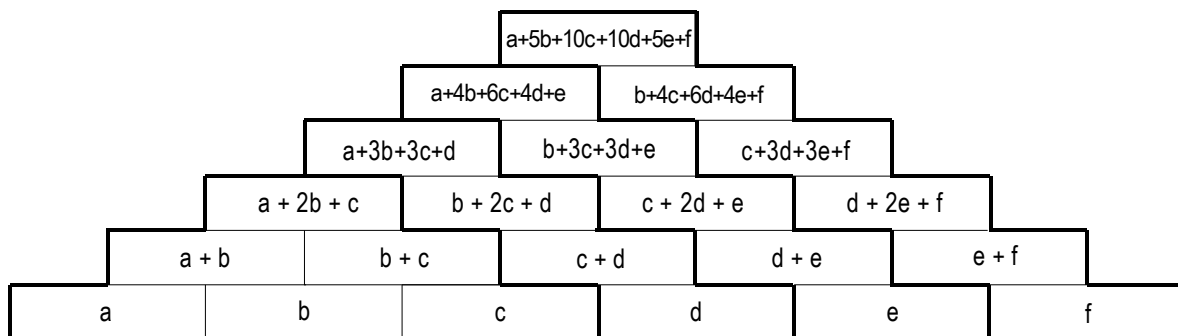 a+5b+10c+10d+5e+f
a+4b+6c+4d+e b+4c+6d+4e+f
a+3b+3c+d b+3c+3d+e c+3d+3e+f
a + 2b + c b + 2c + d c + 2d + e d + 2e + f
a + b b + c c + d d + e e + f
a b c d e f